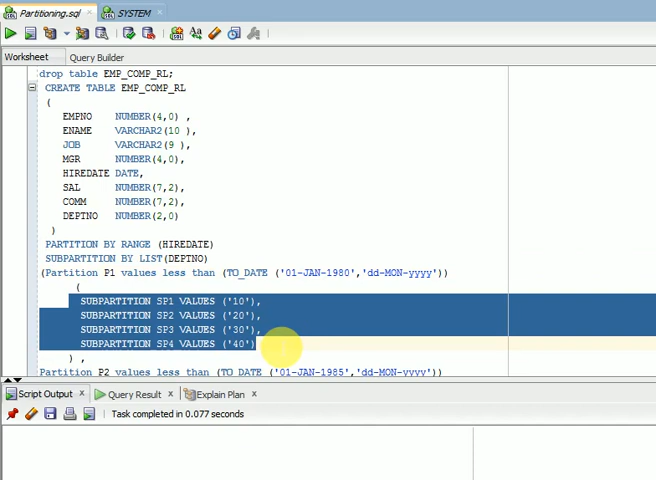 Partitioning.sql SYSTEM
Worksheet Query Builder
drop table EMP_COMP_RL;
CREATE TABLE EMP_COMP_RL
(
EMPNO NUMBER(4,0) ,
ENAME VARCHAR2(10 ),
JOB VARCHAR2(9 ),
MGR NUMBER(4,0),
HIREDATE DATE,
SAL NUMBER(7,2),
COMM NUMBER(7,2),
DEPTNO NUMBER(2,0)
)
PARTITION BY RANGE (HIREDATE)
SUBPARTITION BY LIST(DEPTNO)
(Partition P1 values less than (TO_DATE ('01-JAN-1980','dd-MON-yyyy'))
(
SUBPARTITION SP1 VALUES ('10'),
SUBPARTITION SP2 VALUES ('20'),
SUBPARTITION SP3 VALUES ('30'),
SUBPARTITION SP4 VALUES ('40')
) ,
Partition P2 values less than (TO_DATE ('01-JAN-1985','dd-MON-yyyy'))
Script Output x Query Result x Explain Plan x
Task completed in 0.077 seconds